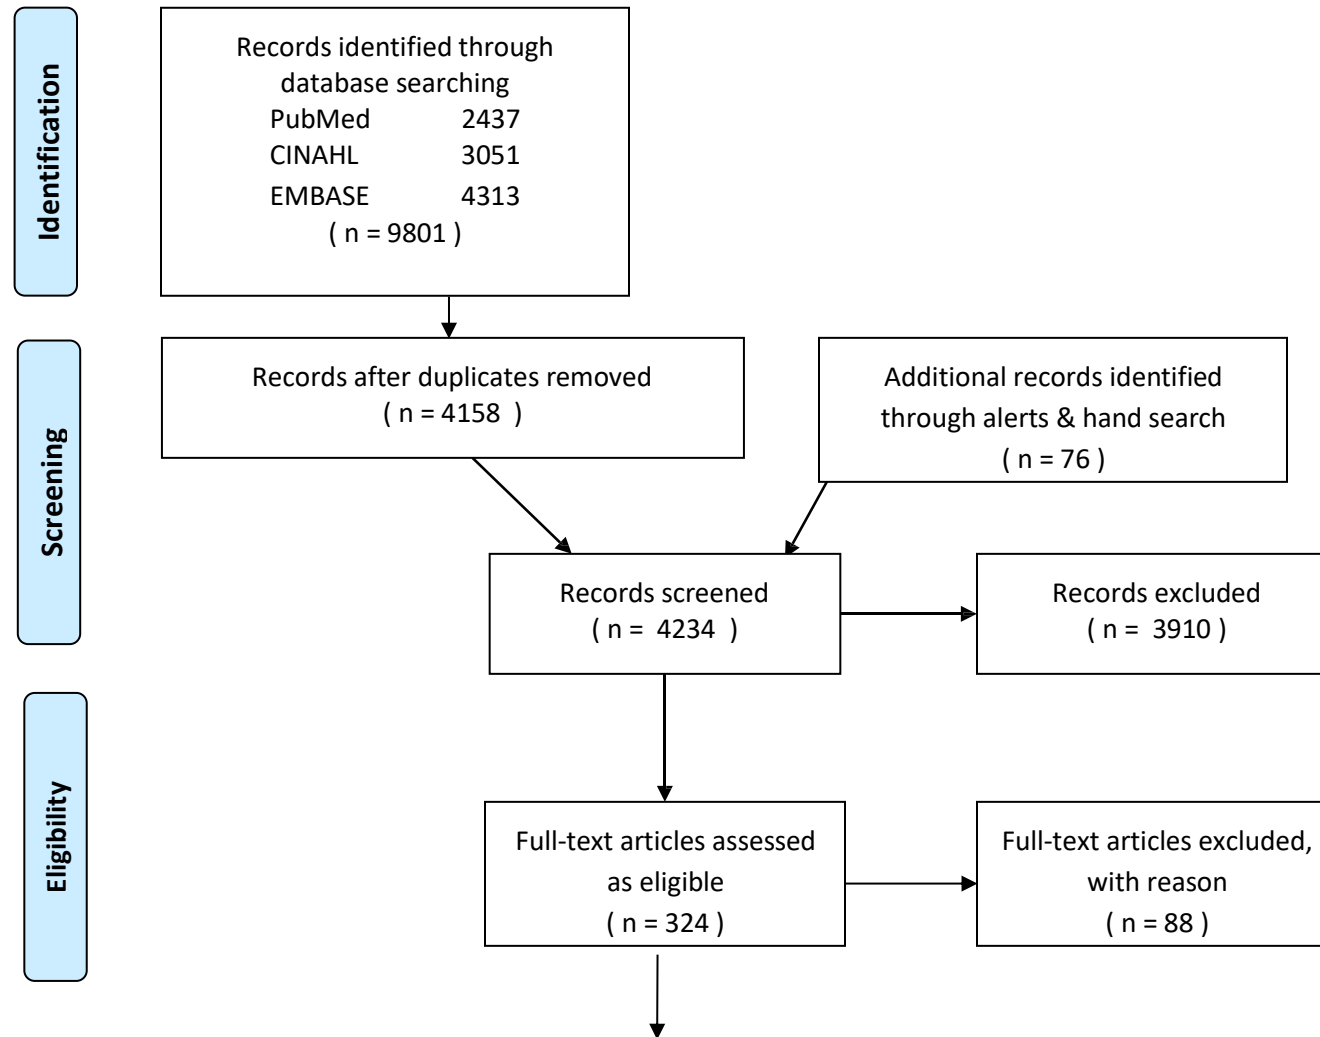 Identification
Records identified through
database searching
PubMed 2437
CINAHL 3051
EMBASE 4313
( n = 9801 )
Screening
Records after duplicates removed
( n = 4158 )
Additional records identified
through alerts & hand search
( n = 76 )
Records screened
( n = 4234 )
Records excluded
( n = 3910 )
Eligibility
Full-text articles assessed
as eligible
( n = 324 )
Full-text articles excluded,
with reason
( n = 88 )